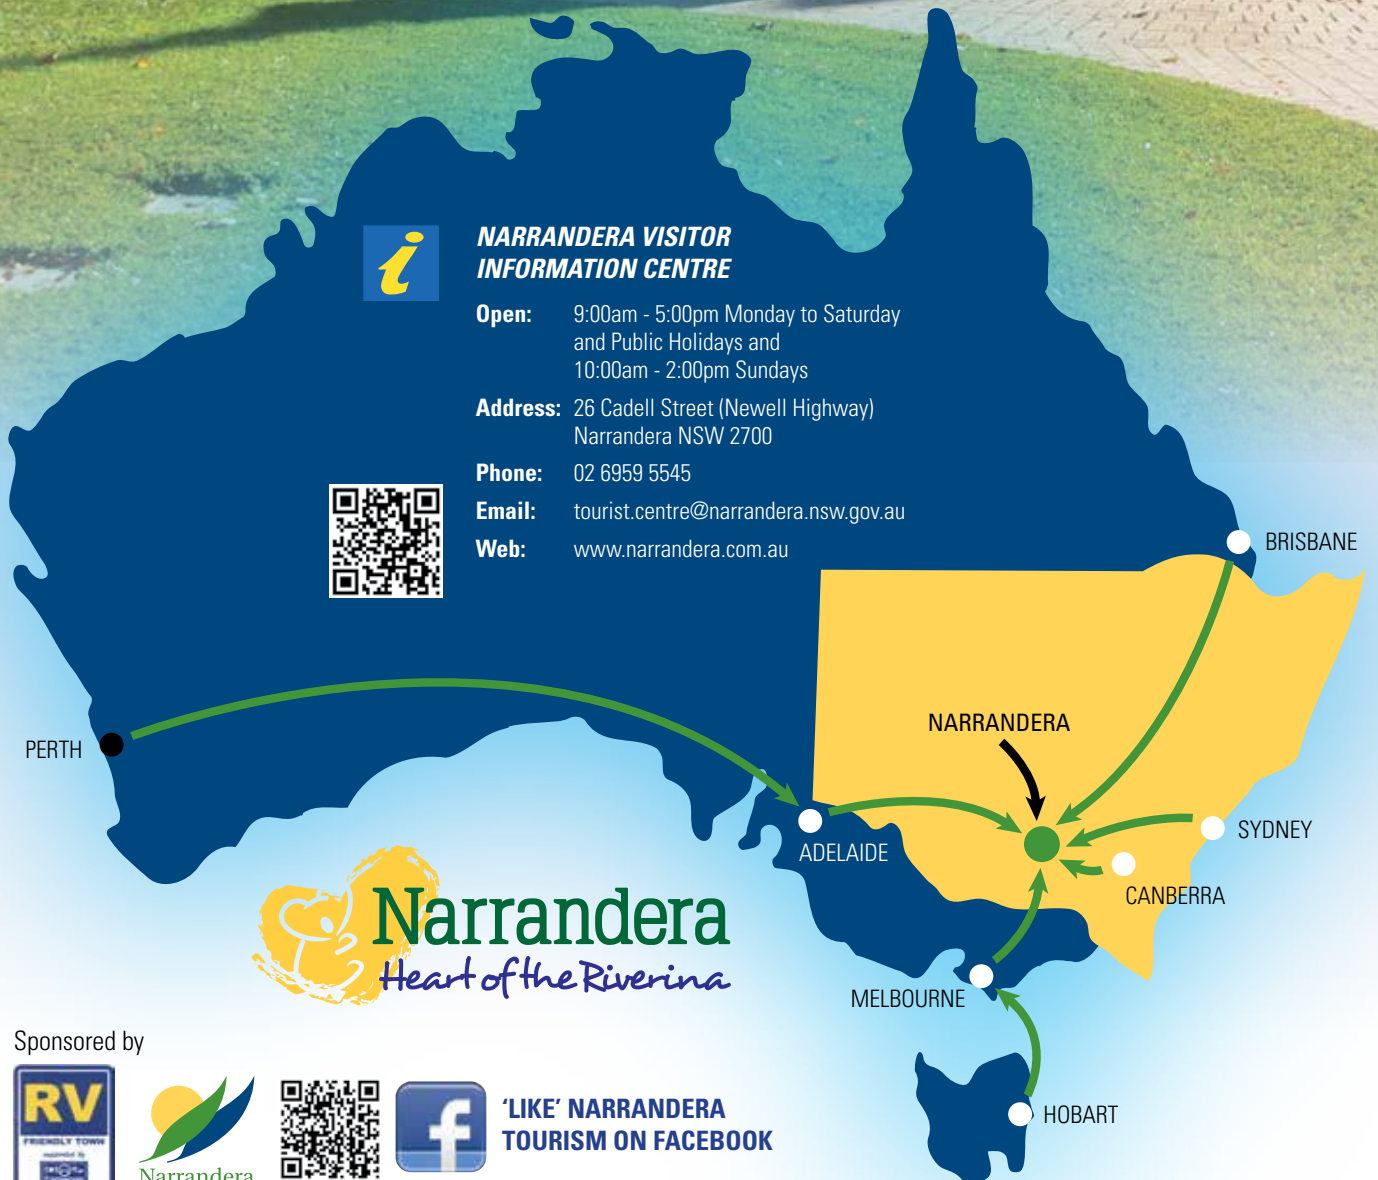 NARRANDERA VISITOR
INFORMATION CENTRE
Open: 9:00am - 5:00pm Monday to Saturday
and Public Holidays and
10:00am - 2:00pm Sundays
Address: 26 Cadell Street (Newell Highway)
Narrandera NSW 2700
Phone: 02 6959 5545
Email: tourist.centre@narrandera.nsw.gov.au
Web: www.narrandera.com.au
BRISBANE
NARRANDERA
PERTH
SYDNEY
ADELAIDE
CANBERRA
Narrandera
Heart of the Riverina
MELBOURNE
HOBART
Sponsored by
RV
FRIENDLY TOWN
Narrandera
f
'LIKE' NARRANDERA
TOURISM ON FACEBOOK